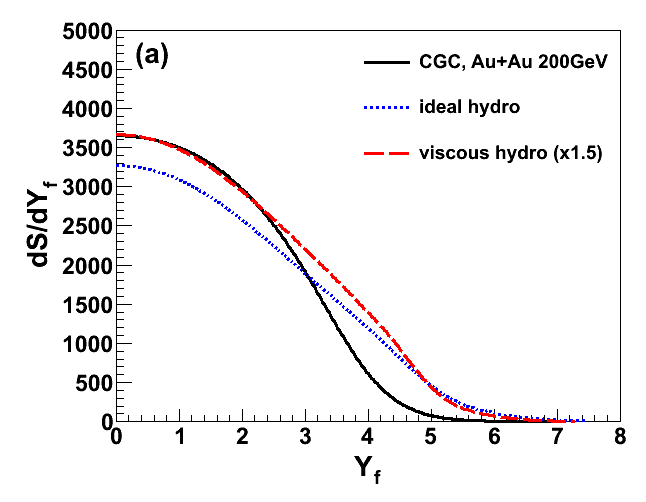 (a)
CGC, Au+Au 200GeV
ideal hydro
viscous hydro (x1.5)
dS/dY_f
5000
4500
4000
3500
3000
2500
2000
1500
1000
500
0
0 1 2 3 4 5 6 7 8
Y_f